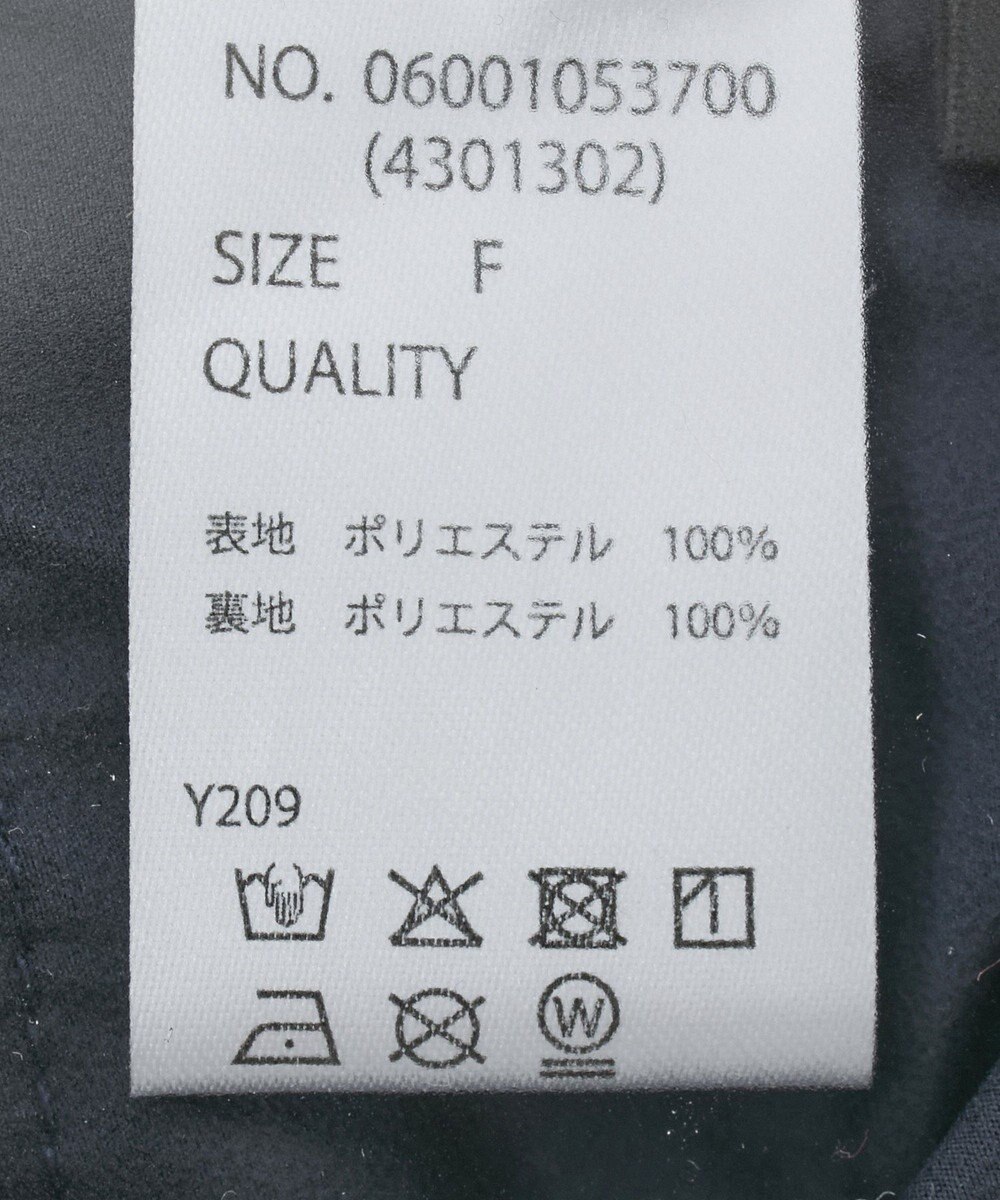 NO. 06001053700
(4301302)
SIZE F
QUALITY
表地 ポリエステル 100%
裏地 ポリエステル 100%
Y209
W